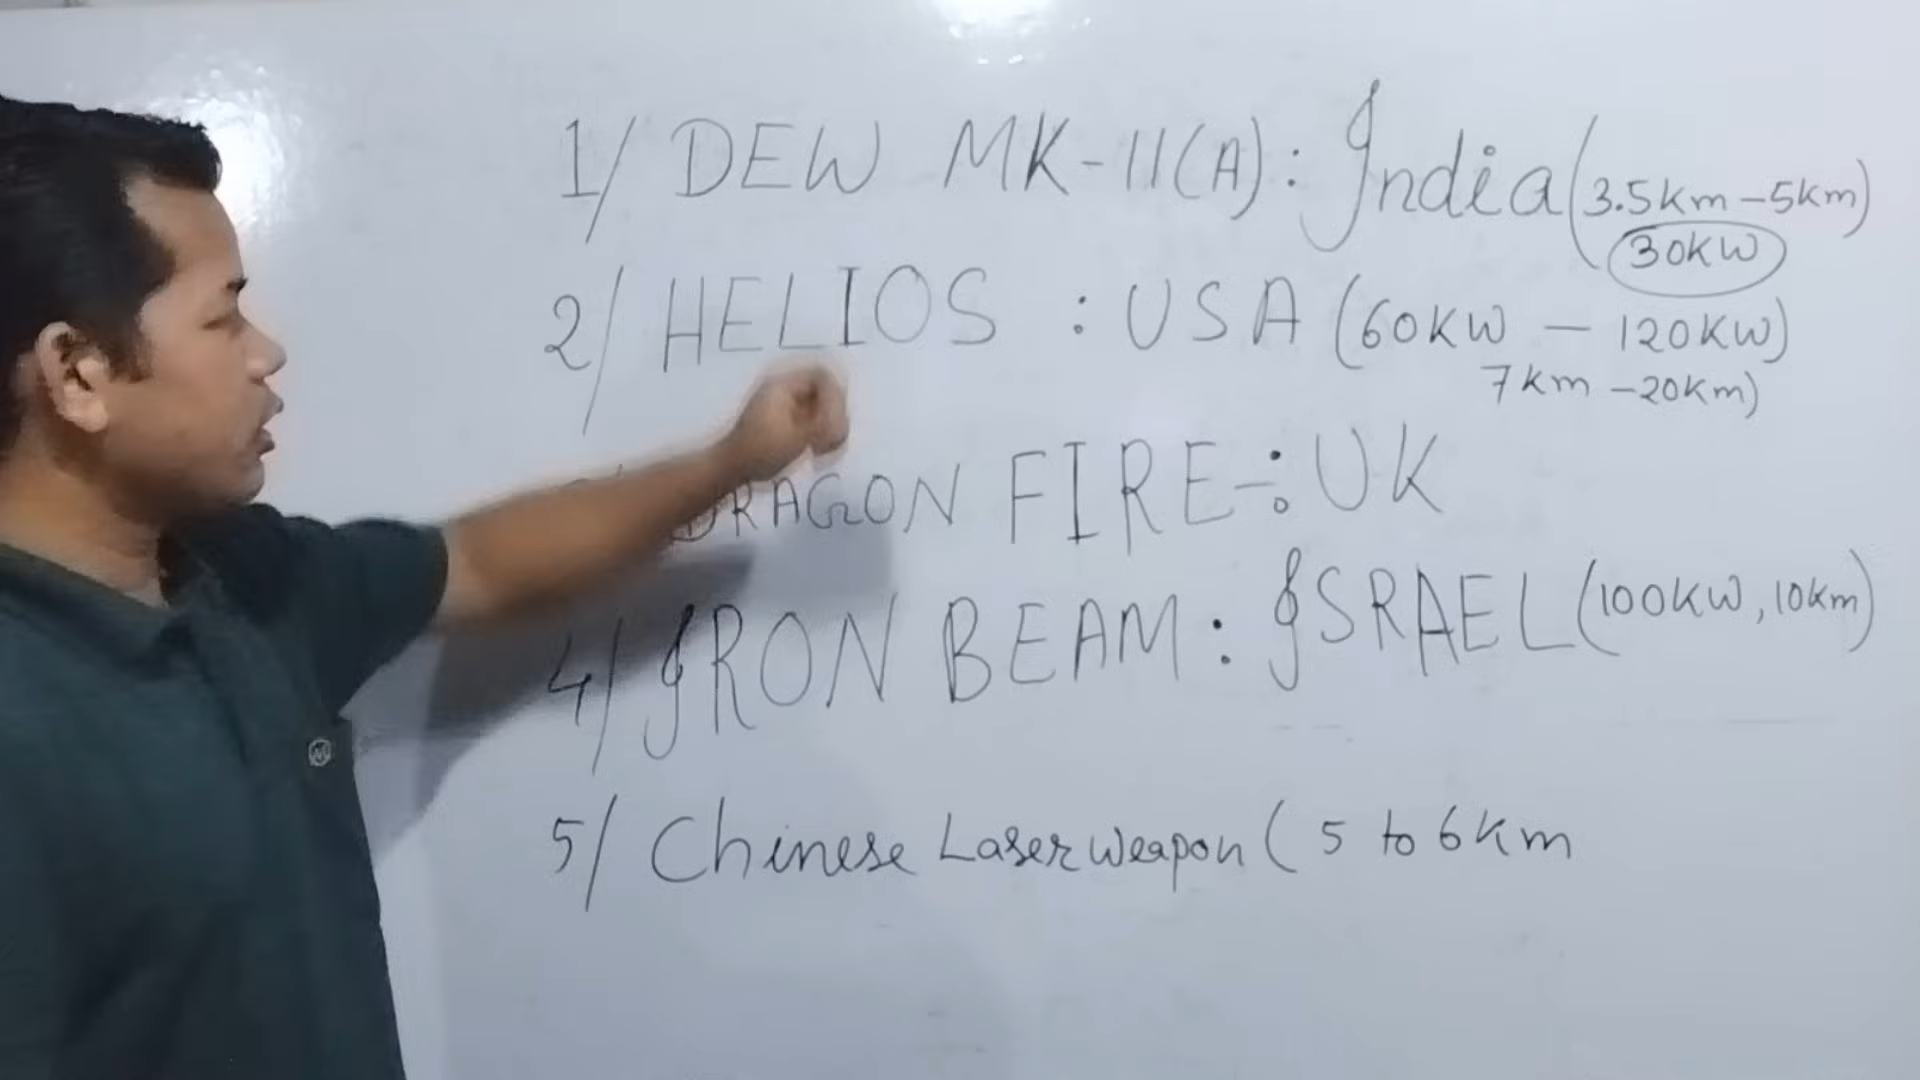 1/ DEW MK-II(A): India (3.5km-5km)
30KW
2/ HELIOS : USA (60KW - 120KW)
7km -20km)
DRAGON FIRE-: UK
4/ IRON BEAM: ISRAEL (100KW, 10km)
5/ Chinese Laser weapon ( 5 to 6km